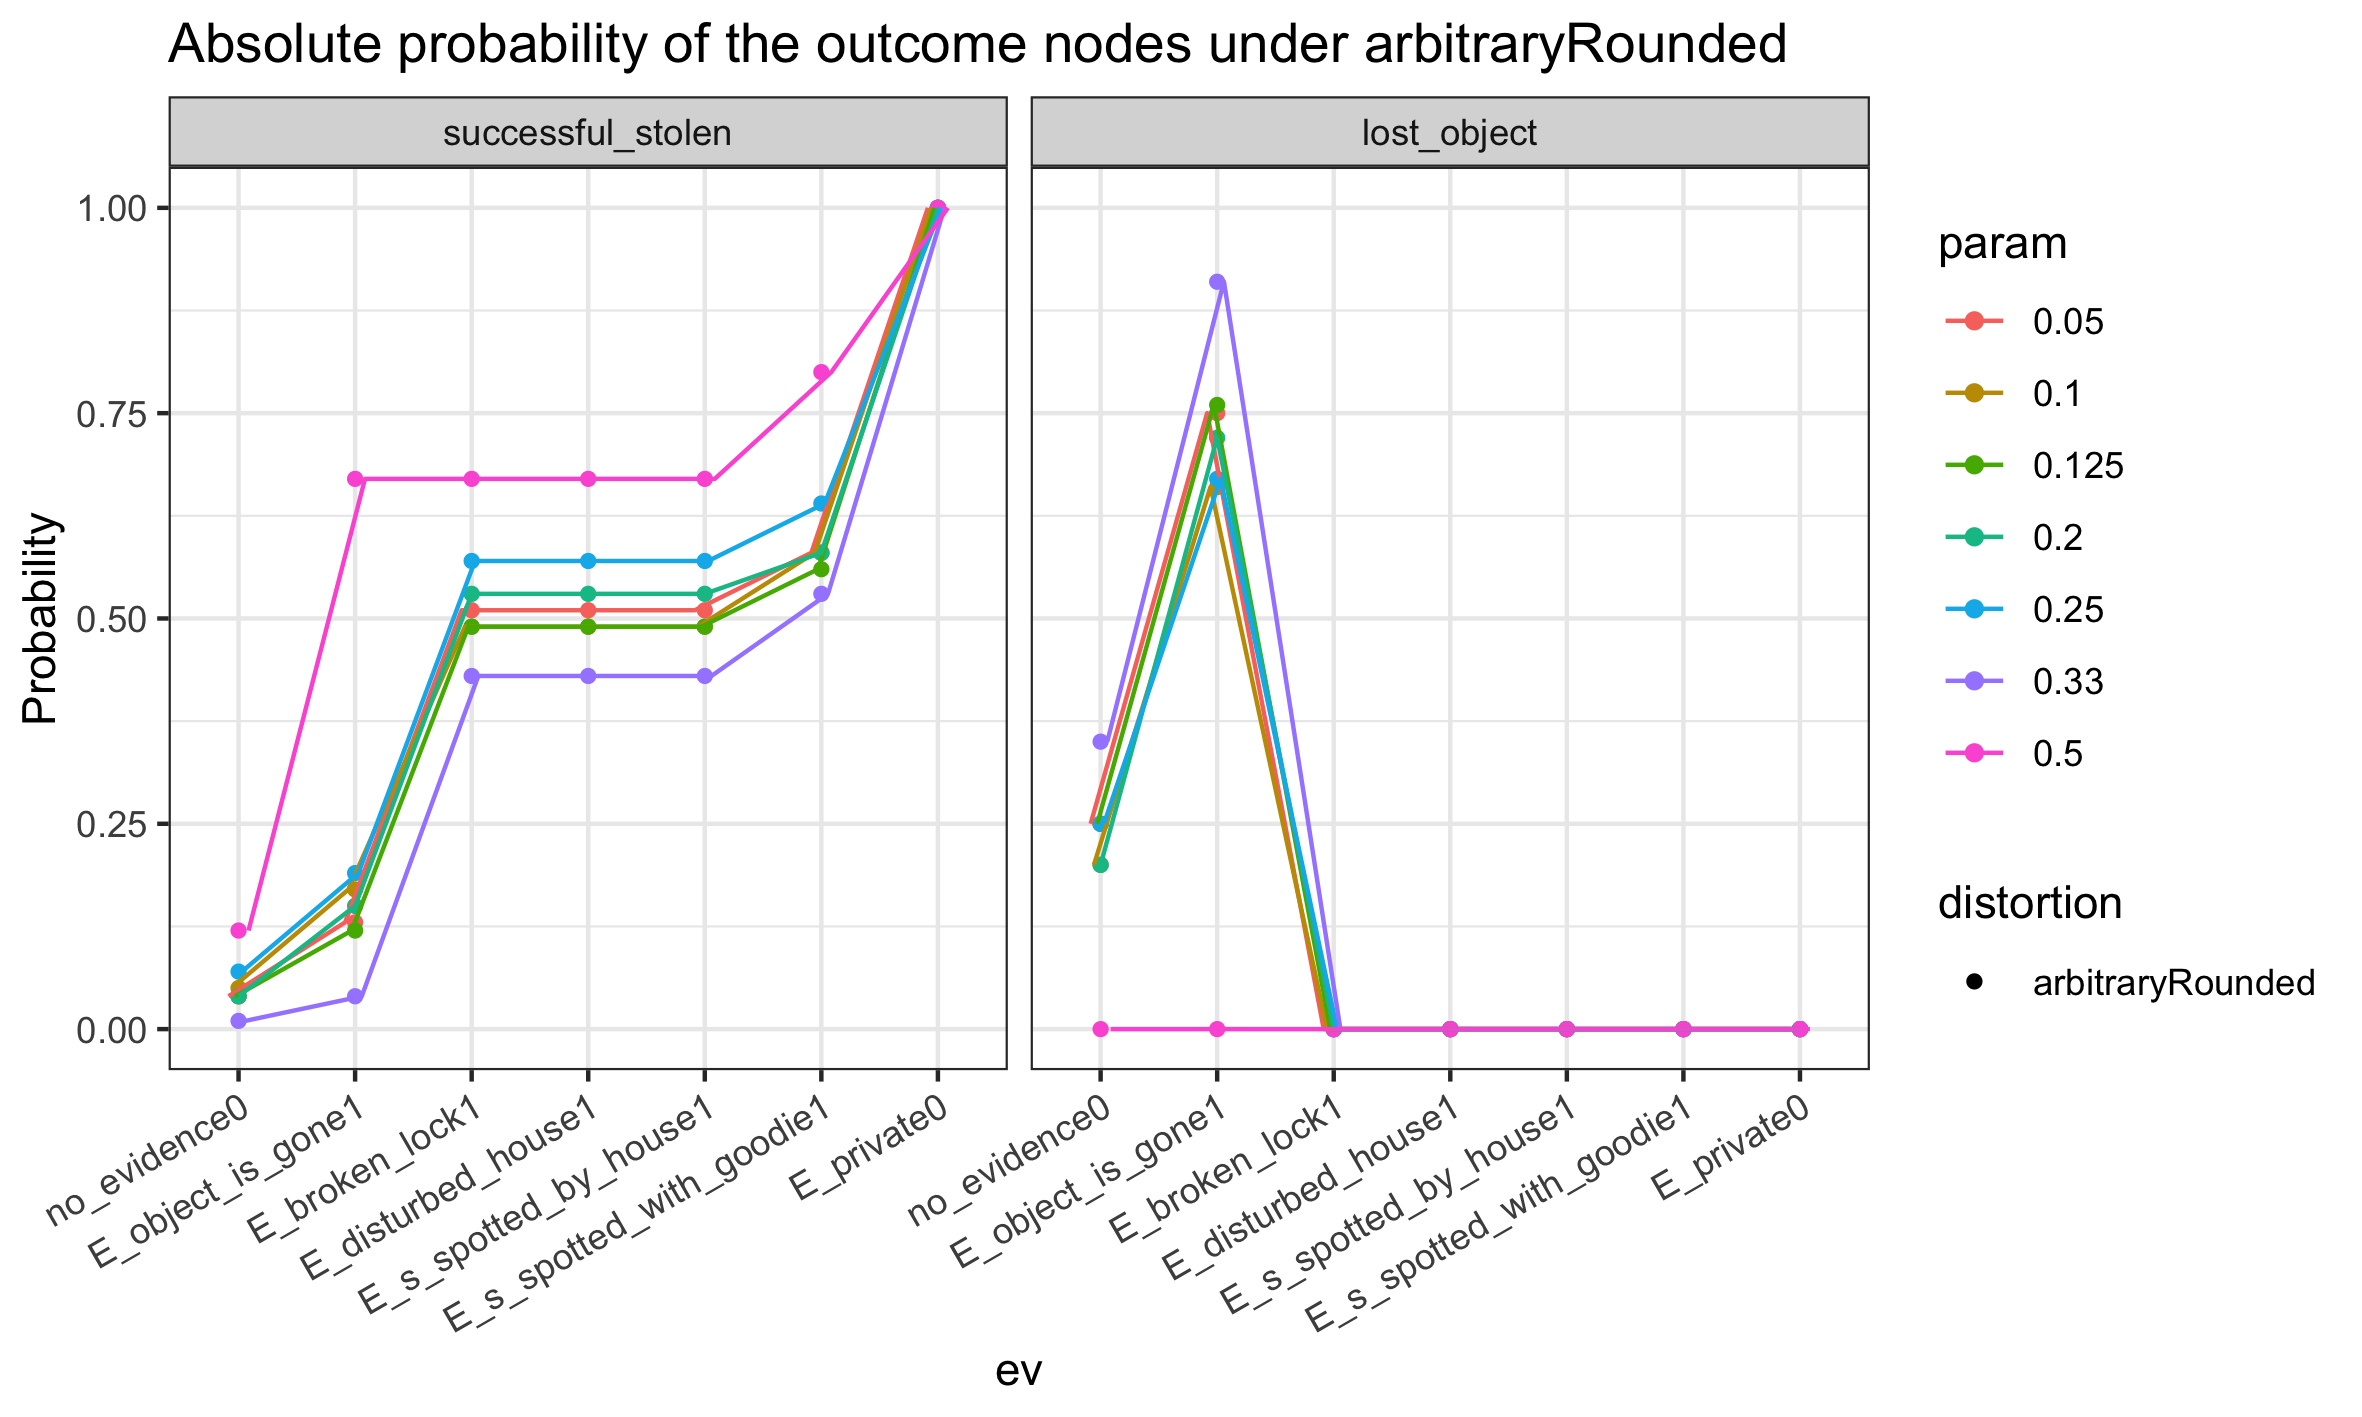 Absolute probability of the outcome nodes under arbitraryRounded
successful_stolen
lost_object
Probability
1.00
0.75
0.50
0.25
0.00
no_evidence0
E_object_is_gone1
E_broken_lock1
E_disturbed_house1
E_s_spotted_by_house1
E_s_spotted_with_goodie1
E_private0
no_evidence0
E_object_is_gone1
E_broken_lock1
E_disturbed_house1
E_s_spotted_by_house1
E_s_spotted_with_goodie1
E_private0
ev
param
0.05
0.1
0.125
0.2
0.25
0.33
0.5
distortion
arbitraryRounded